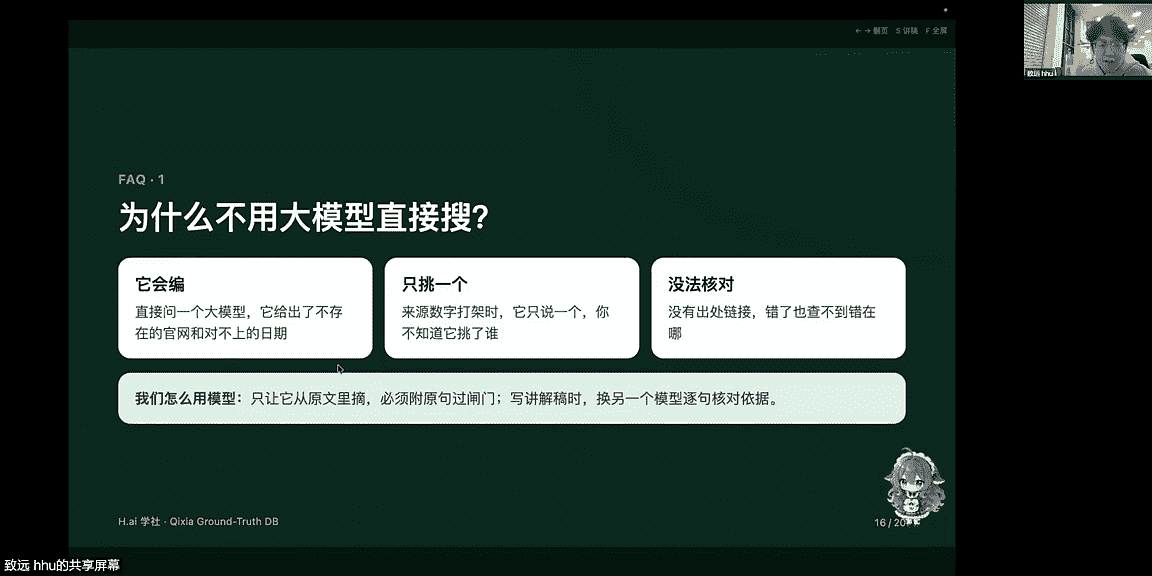 ← → 翻页 S 讲稿 F 全屏
致远 hhu
FAQ · 1
为什么不用大模型直接搜？
它会编
直接问一个大模型，它给出了不存
在的官网和对不上的日期
只挑一个
来源数字打架时，它只说一个，你
不知道它挑了谁
没法核对
没有出处链接，错了也查不到错在
哪
我们怎么用模型：只让它从原文里摘，必须附原句过闸门；写讲解稿时，换另一个模型逐句核对依据。
H.ai 学社 · Qixia Ground-Truth DB
16 / 20
致远 hhu的共享屏幕